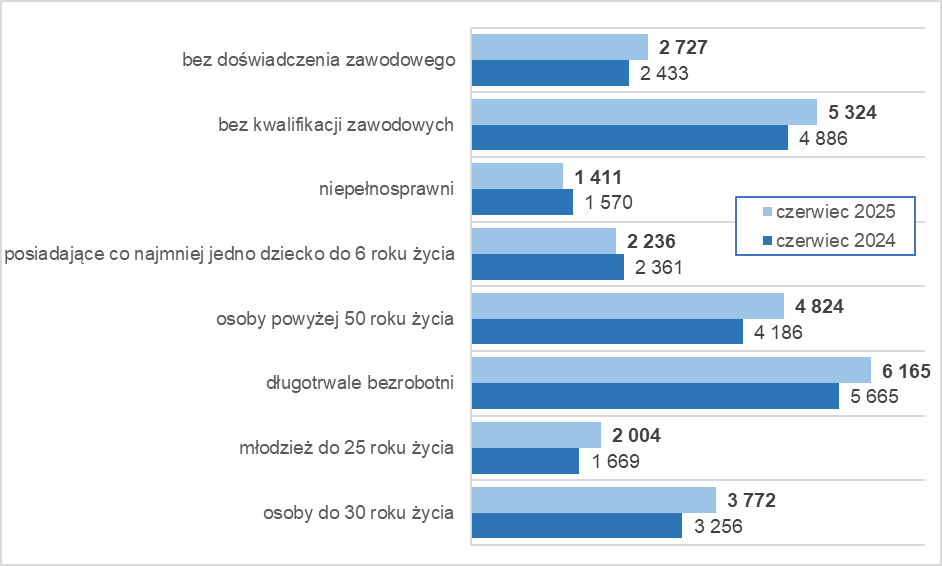 bez doświadczenia zawodowego
2 727
2 433
bez kwalifikacji zawodowych
5 324
4 886
niepełnosprawni
1 411
1 570
posiadające co najmniej jedno dziecko do 6 roku życia
2 236
2 361
osoby powyżej 50 roku życia
4 824
4 186
długotrwale bezrobotni
6 165
5 665
młodzież do 25 roku życia
2 004
1 669
osoby do 30 roku życia
3 772
3 256
czerwiec 2025
czerwiec 2024